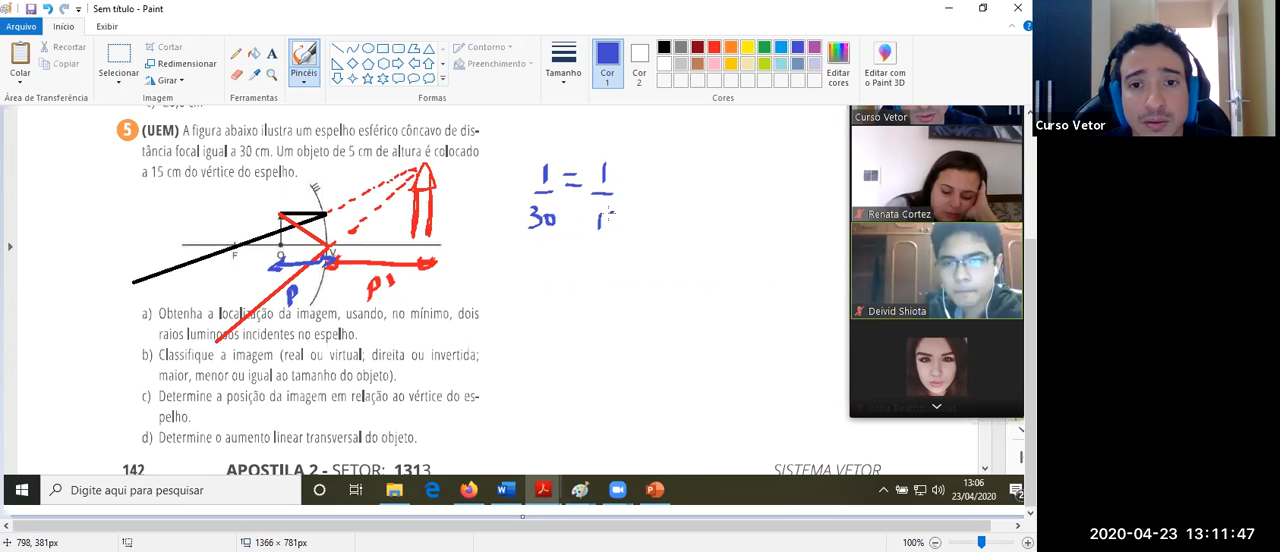 Sem título - Paint
Arquivo Início Exibir
Colar Recortar Copiar Selecionar Cortar Redimensionar Girar Pincéis Contorno Preenchimento Tamanho Cor 1 Cor 2 Editar cores Editar com o Paint 3D
Área de Transferência Imagem Ferramentas Formas Cores
5 (UEM) A figura abaixo ilustra um espelho esférico côncavo de dis-
tância focal igual a 30 cm. Um objeto de 5 cm de altura é colocado
a 15 cm do vértice do espelho.
E
F O V
P P'
1 = 1
30
a) Obtenha a localização da imagem, usando, no mínimo, dois
raios luminosos incidentes no espelho.
b) Classifique a imagem (real ou virtual; direita ou invertida;
maior, menor ou igual ao tamanho do objeto).
c) Determine a posição da imagem em relação ao vértice do es-
pelho.
d) Determine o aumento linear transversal do objeto.
142 APOSTILA 2 - SETOR: 1313 SISTEMA VETOR
Curso Vetor
Renata Cortez
Deivid Shiota
Curso Vetor
Digite aqui para pesquisar
13:06
23/04/2020
798, 381px
1366 × 781px
100%
2020-04-23 13:11:47